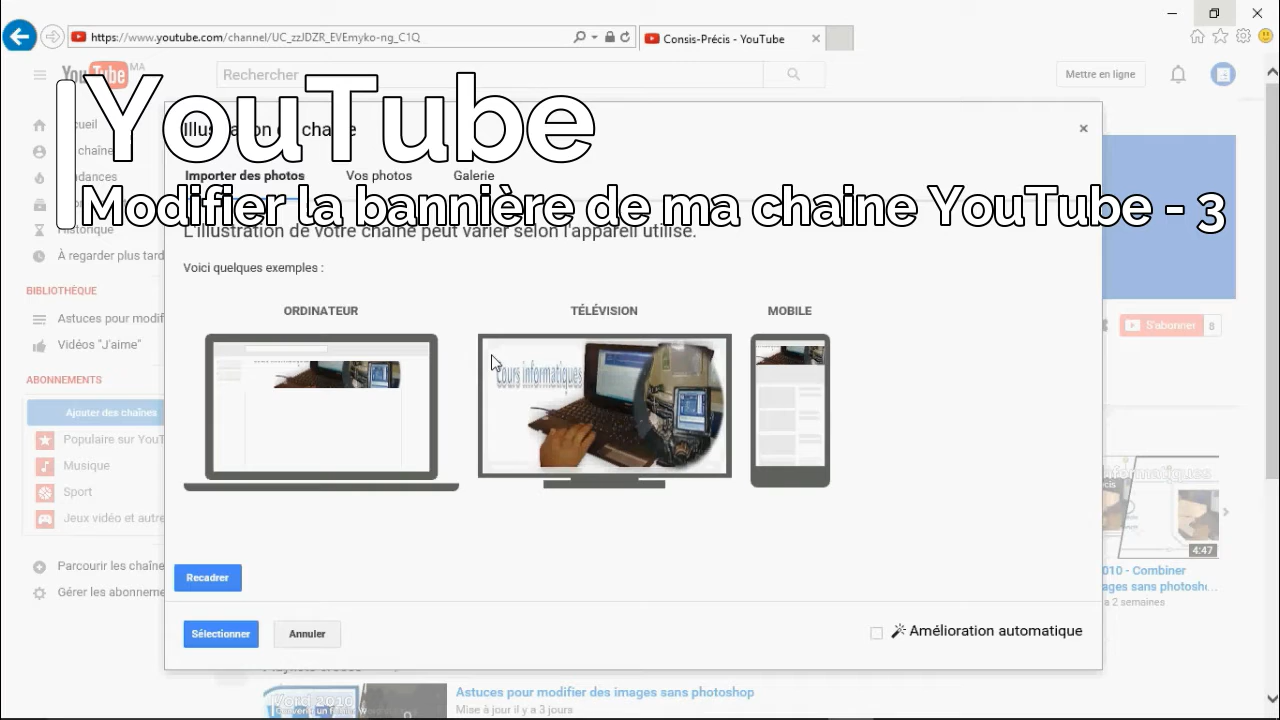 https://www.youtube.com/channel/UC_zzJDZR_EVEmyko-ng_C1Q
Consis-Précis - YouTube
YouTube MA
Rechercher
Mettre en ligne
YouTube
Modifier la bannière de ma chaine YouTube - 3
Importer des photos
Vos photos
Galerie
L'illustration de votre chaîne peut varier selon l'appareil utilisé.
Voici quelques exemples :
Historique
À regarder plus tard
BIBLIOTHÈQUE
Astuces pour modif
Vidéos "J'aime"
ABONNEMENTS
Ajouter des chaînes
Populaire sur YouT
Musique
Sport
Jeux vidéo et autre
Parcourir les chaîne
Gérer les abonneme
ORDINATEUR
TÉLÉVISION
MOBILE
Cours informatiques
Recadrer
Sélectionner
Annuler
Amélioration automatique
S'abonner 8
4:47
010 - Combiner
ages sans photosh...
a 2 semaines
Word 2010
Astuces pour modifier des images sans photoshop
Mise à jour il y a 3 jours